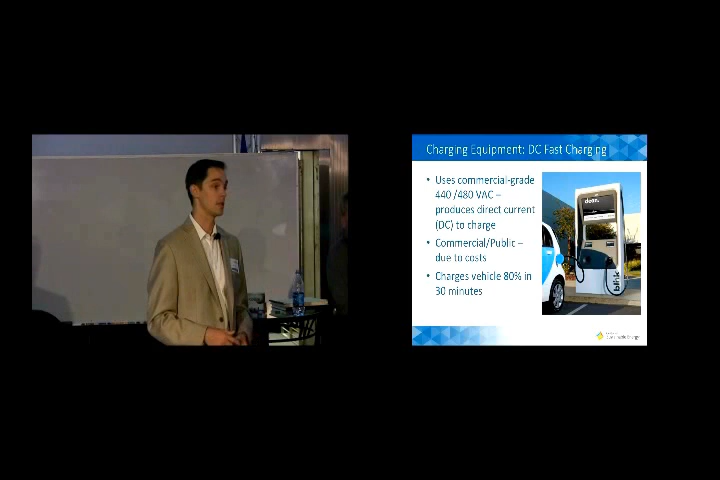 Charging Equipment: DC Fast Charging
• Uses commercial-grade
440 /480 VAC –
produces direct current
(DC) to charge
• Commercial/Public –
due to costs
• Charges vehicle 80% in
30 minutes
blink